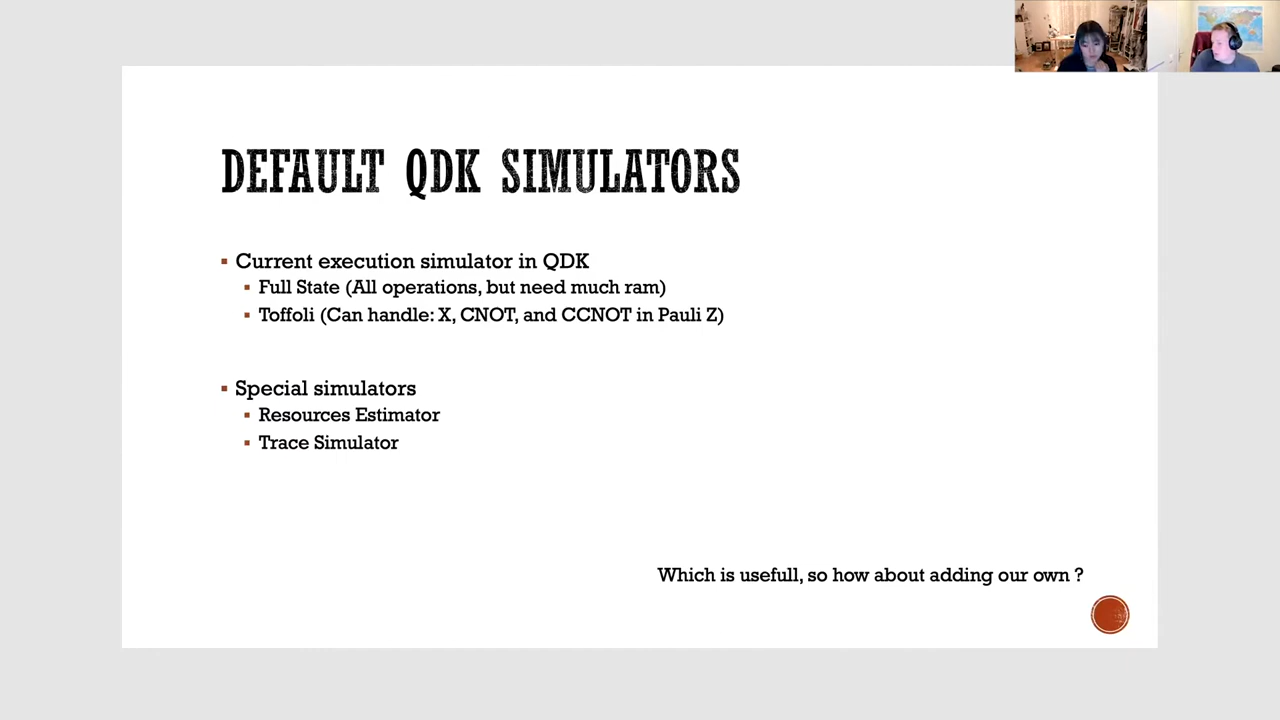 DEFAULT QDK SIMULATORS
Current execution simulator in QDK
Full State (All operations, but need much ram)
Toffoli (Can handle: X, CNOT, and CCNOT in Pauli Z)
Special simulators
Resources Estimator
Trace Simulator
Which is usefull, so how about adding our own ?